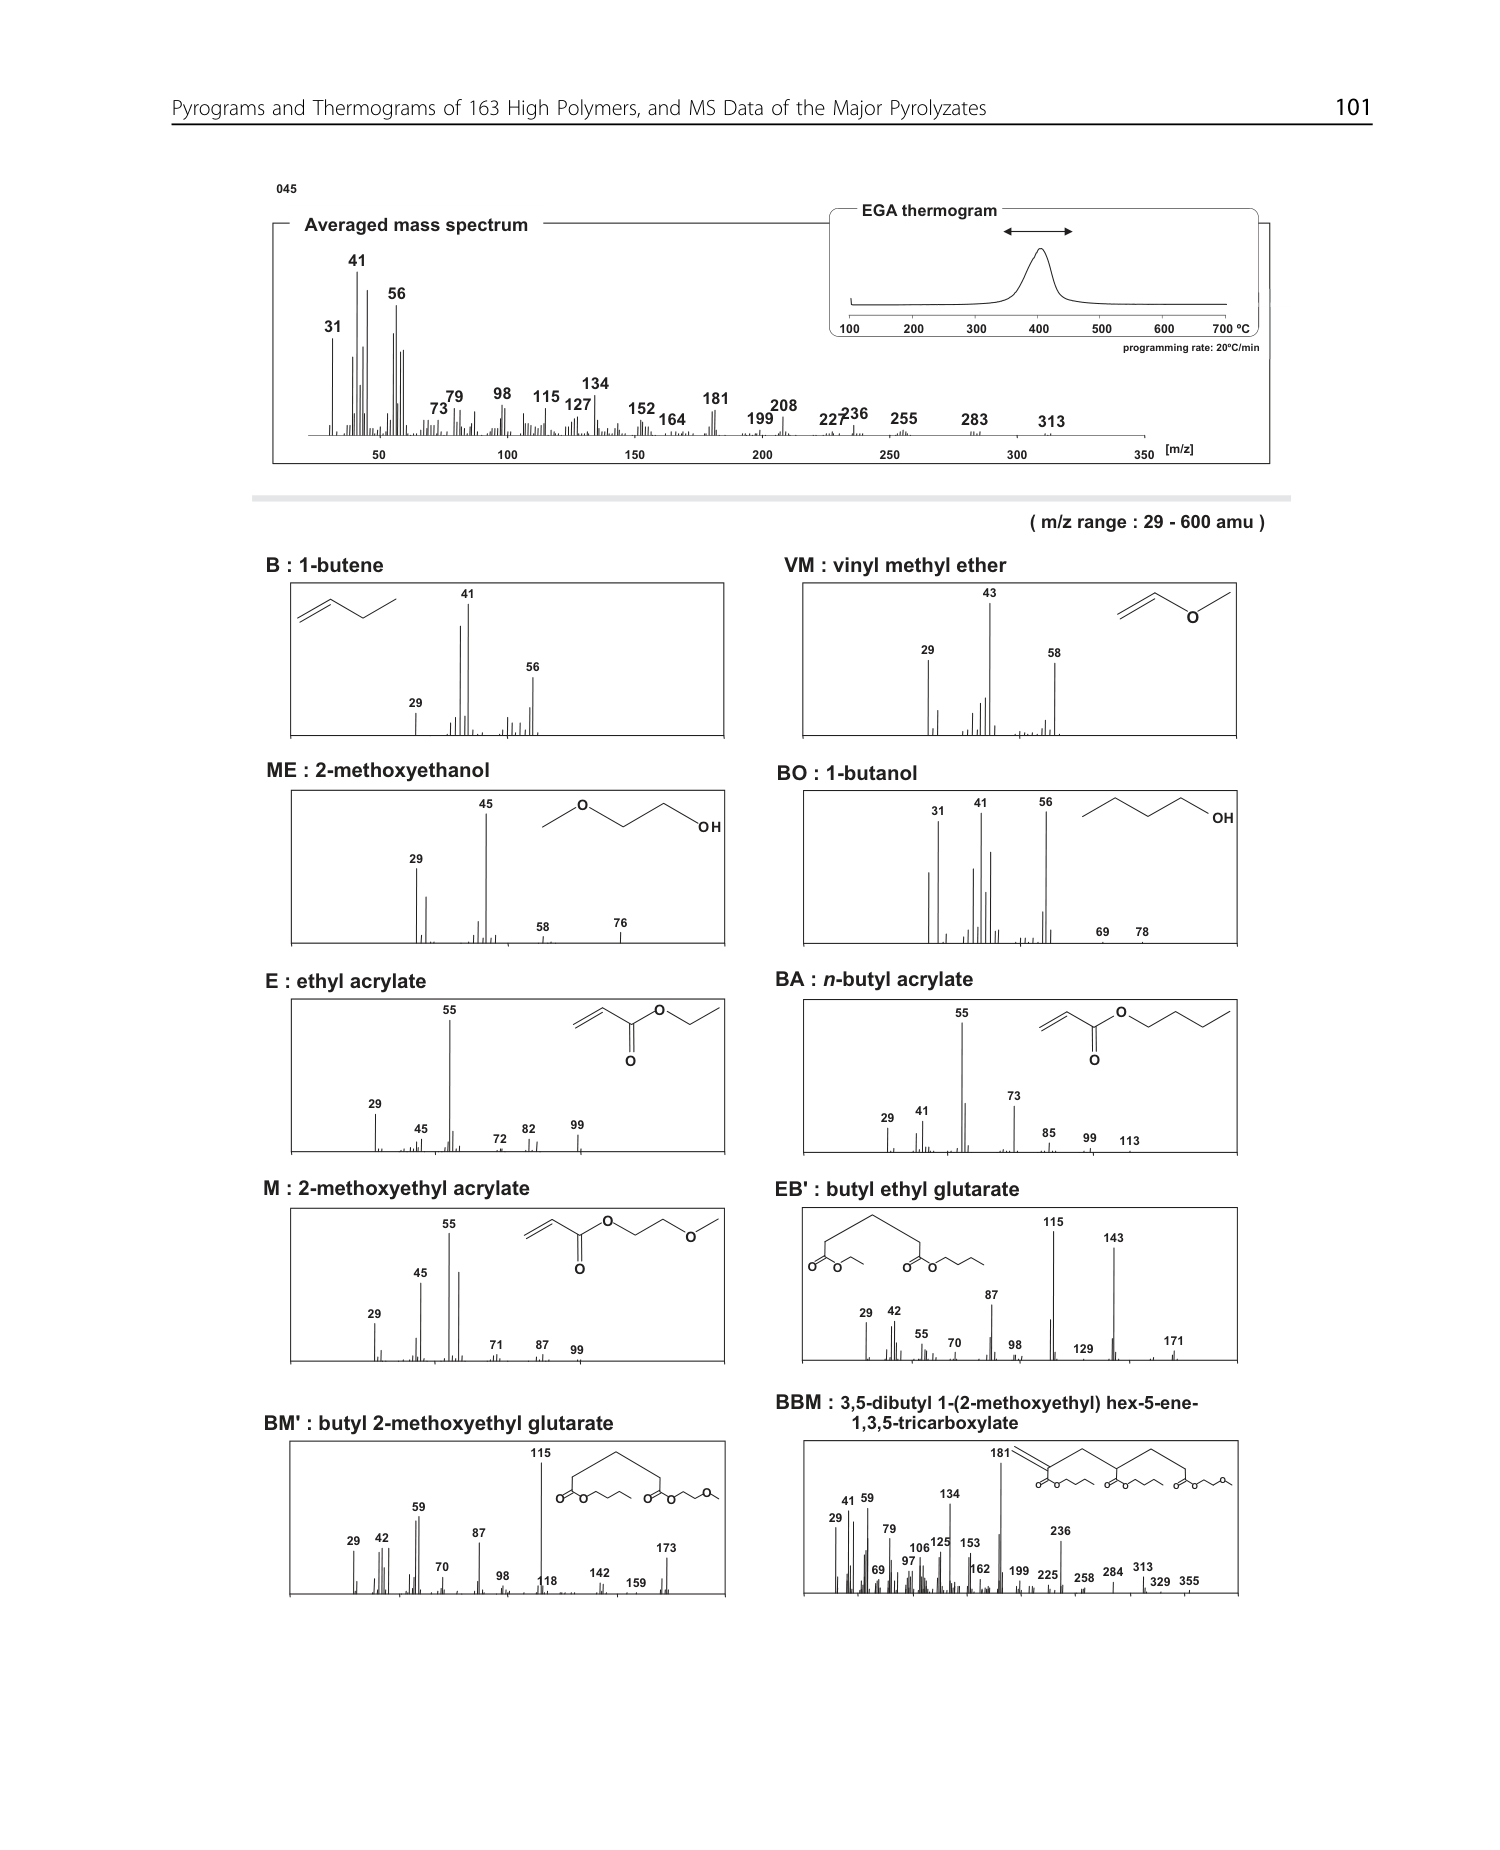 Pyrograms and Thermograms of 163 High Polymers, and MS Data of the Major Pyrolyzates 101
045
Averaged mass spectrum
EGA thermogram
100 200 300 400 500 600 700 ºC
programming rate: 20ºC/min
31 41 56 73 79 98 115 127 134 152 164 181 199 208 227 236 255 283 313
50 100 150 200 250 300 350 [m/z]
( m/z range : 29 - 600 amu )
B : 1-butene
29 41 56
VM : vinyl methyl ether
29 43 58
O
ME : 2-methoxyethanol
29 45 58 76
O
OH
BO : 1-butanol
31 41 56 69 78
OH
E : ethyl acrylate
29 45 55 72 82 99
O
O
BA : n-butyl acrylate
29 41 55 73 85 99 113
O
O
M : 2-methoxyethyl acrylate
29 45 55 71 87 99
O
O
O
EB' : butyl ethyl glutarate
29 42 55 70 87 98 115 129 143 171
O O O O
BM' : butyl 2-methoxyethyl glutarate
29 42 59 70 87 98 115 118 142 159 173
O O O O O
BBM : 3,5-dibutyl 1-(2-methoxyethyl) hex-5-ene-
1,3,5-tricarboxylate
29 41 59 69 79 97 106 125 134 153 162 181 199 225 236 258 284 313 329 355
O O O O O O O